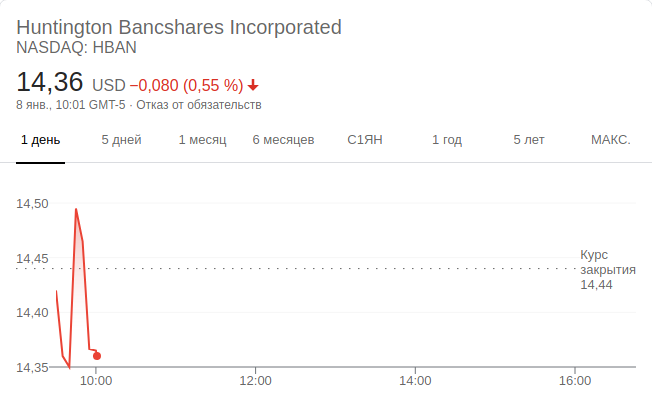 Huntington Bancshares Incorporated
NASDAQ: HBAN
14,36 USD −0,080 (0,55 %)
8 янв., 10:01 GMT-5 · Отказ от обязательств
1 день 5 дней 1 месяц 6 месяцев С1ЯН 1 год 5 лет МАКС.
14,50
14,45
14,40
14,35
Курс
закрытия
14,44
10:00 12:00 14:00 16:00